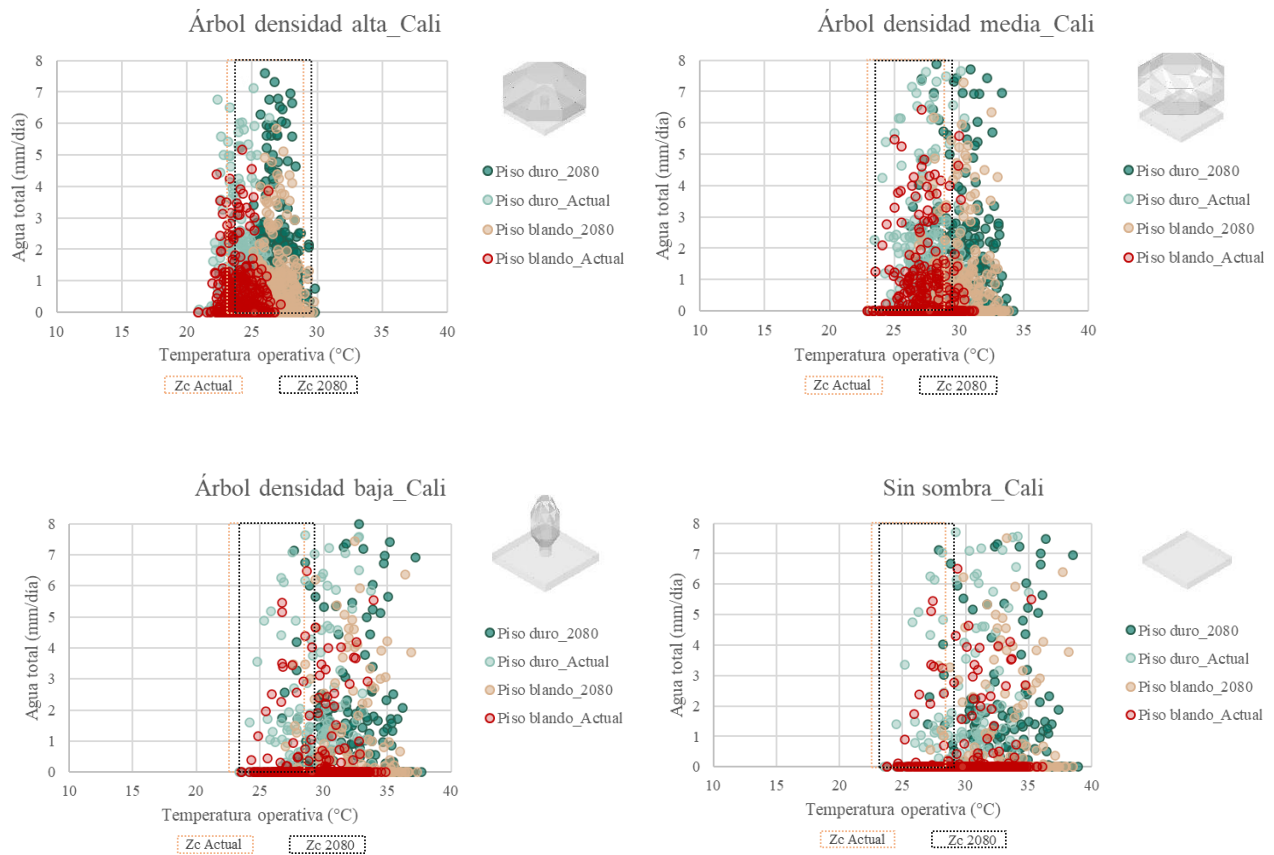 Árbol densidad alta_Cali
Agua total (mm/dia)
8
7
6
5
4
3
2
1
0
10
15
20
25
30
35
40
Temperatura operativa (°C)
Zc Actual
Zc 2080
Piso duro_2080
Piso duro_Actual
Piso blando_2080
Piso blando_Actual
Árbol densidad media_Cali
Agua total (mm/dia)
8
7
6
5
4
3
2
1
0
10
15
20
25
30
35
40
Temperatura operativa (°C)
Zc Actual
Zc 2080
Piso duro_2080
Piso duro_Actual
Piso blando_2080
Piso blando_Actual
Árbol densidad baja_Cali
Agua total (mm/dia)
8
7
6
5
4
3
2
1
0
10
15
20
25
30
35
40
Temperatura operativa (°C)
Zc Actual
Zc 2080
Piso duro_2080
Piso duro_Actual
Piso blando_2080
Piso blando_Actual
Sin sombra_Cali
Agua total (mm/dia)
8
7
6
5
4
3
2
1
0
10
15
20
25
30
35
40
Temperatura operativa (°C)
Zc Actual
Zc 2080
Piso duro_2080
Piso duro_Actual
Piso blando_2080
Piso blando_Actual